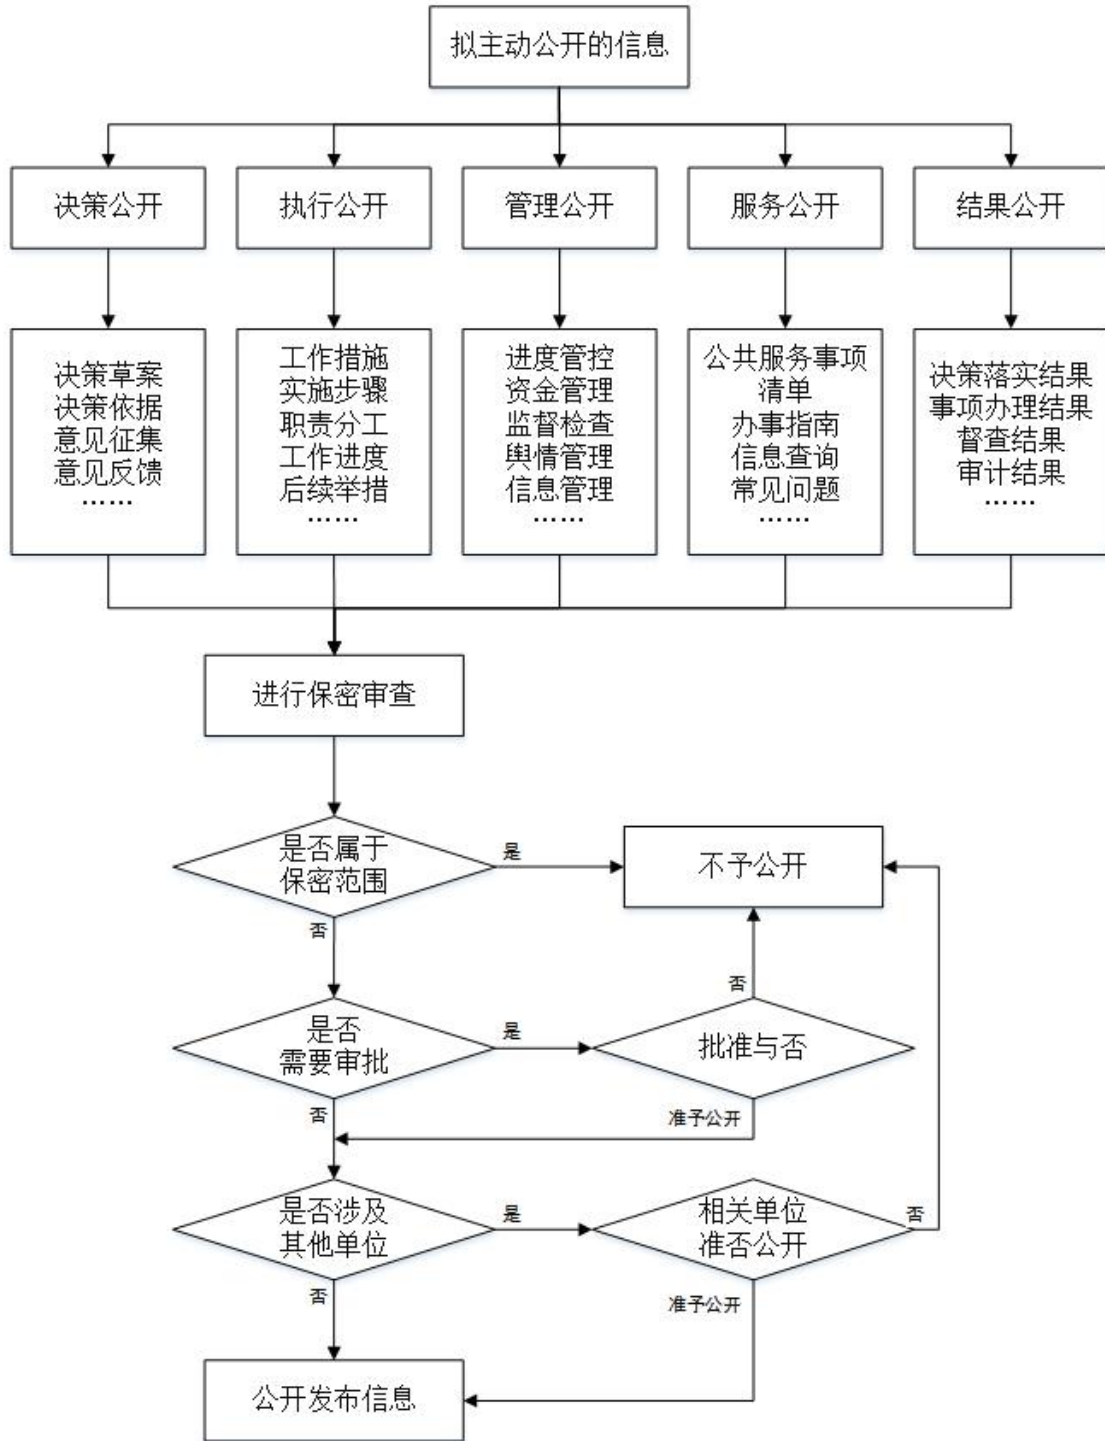 拟主动公开的信息
决策公开
执行公开
管理公开
服务公开
结果公开
决策草案
决策依据
意见征集
意见反馈
……
工作措施
实施步骤
职责分工
工作进度
后续举措
……
进度管控
资金管理
监督检查
舆情管理
信息管理
……
公共服务事项
清单
办事指南
信息查询
常见问题
……
决策落实结果
事项办理结果
督查结果
审计结果
……
进行保密审查
是否属于
保密范围
是
不予公开
否
是否
需要审批
是
批准与否
否
否
准予公开
是否涉及
其他单位
是
相关单位
准否公开
否
否
准予公开
公开发布信息